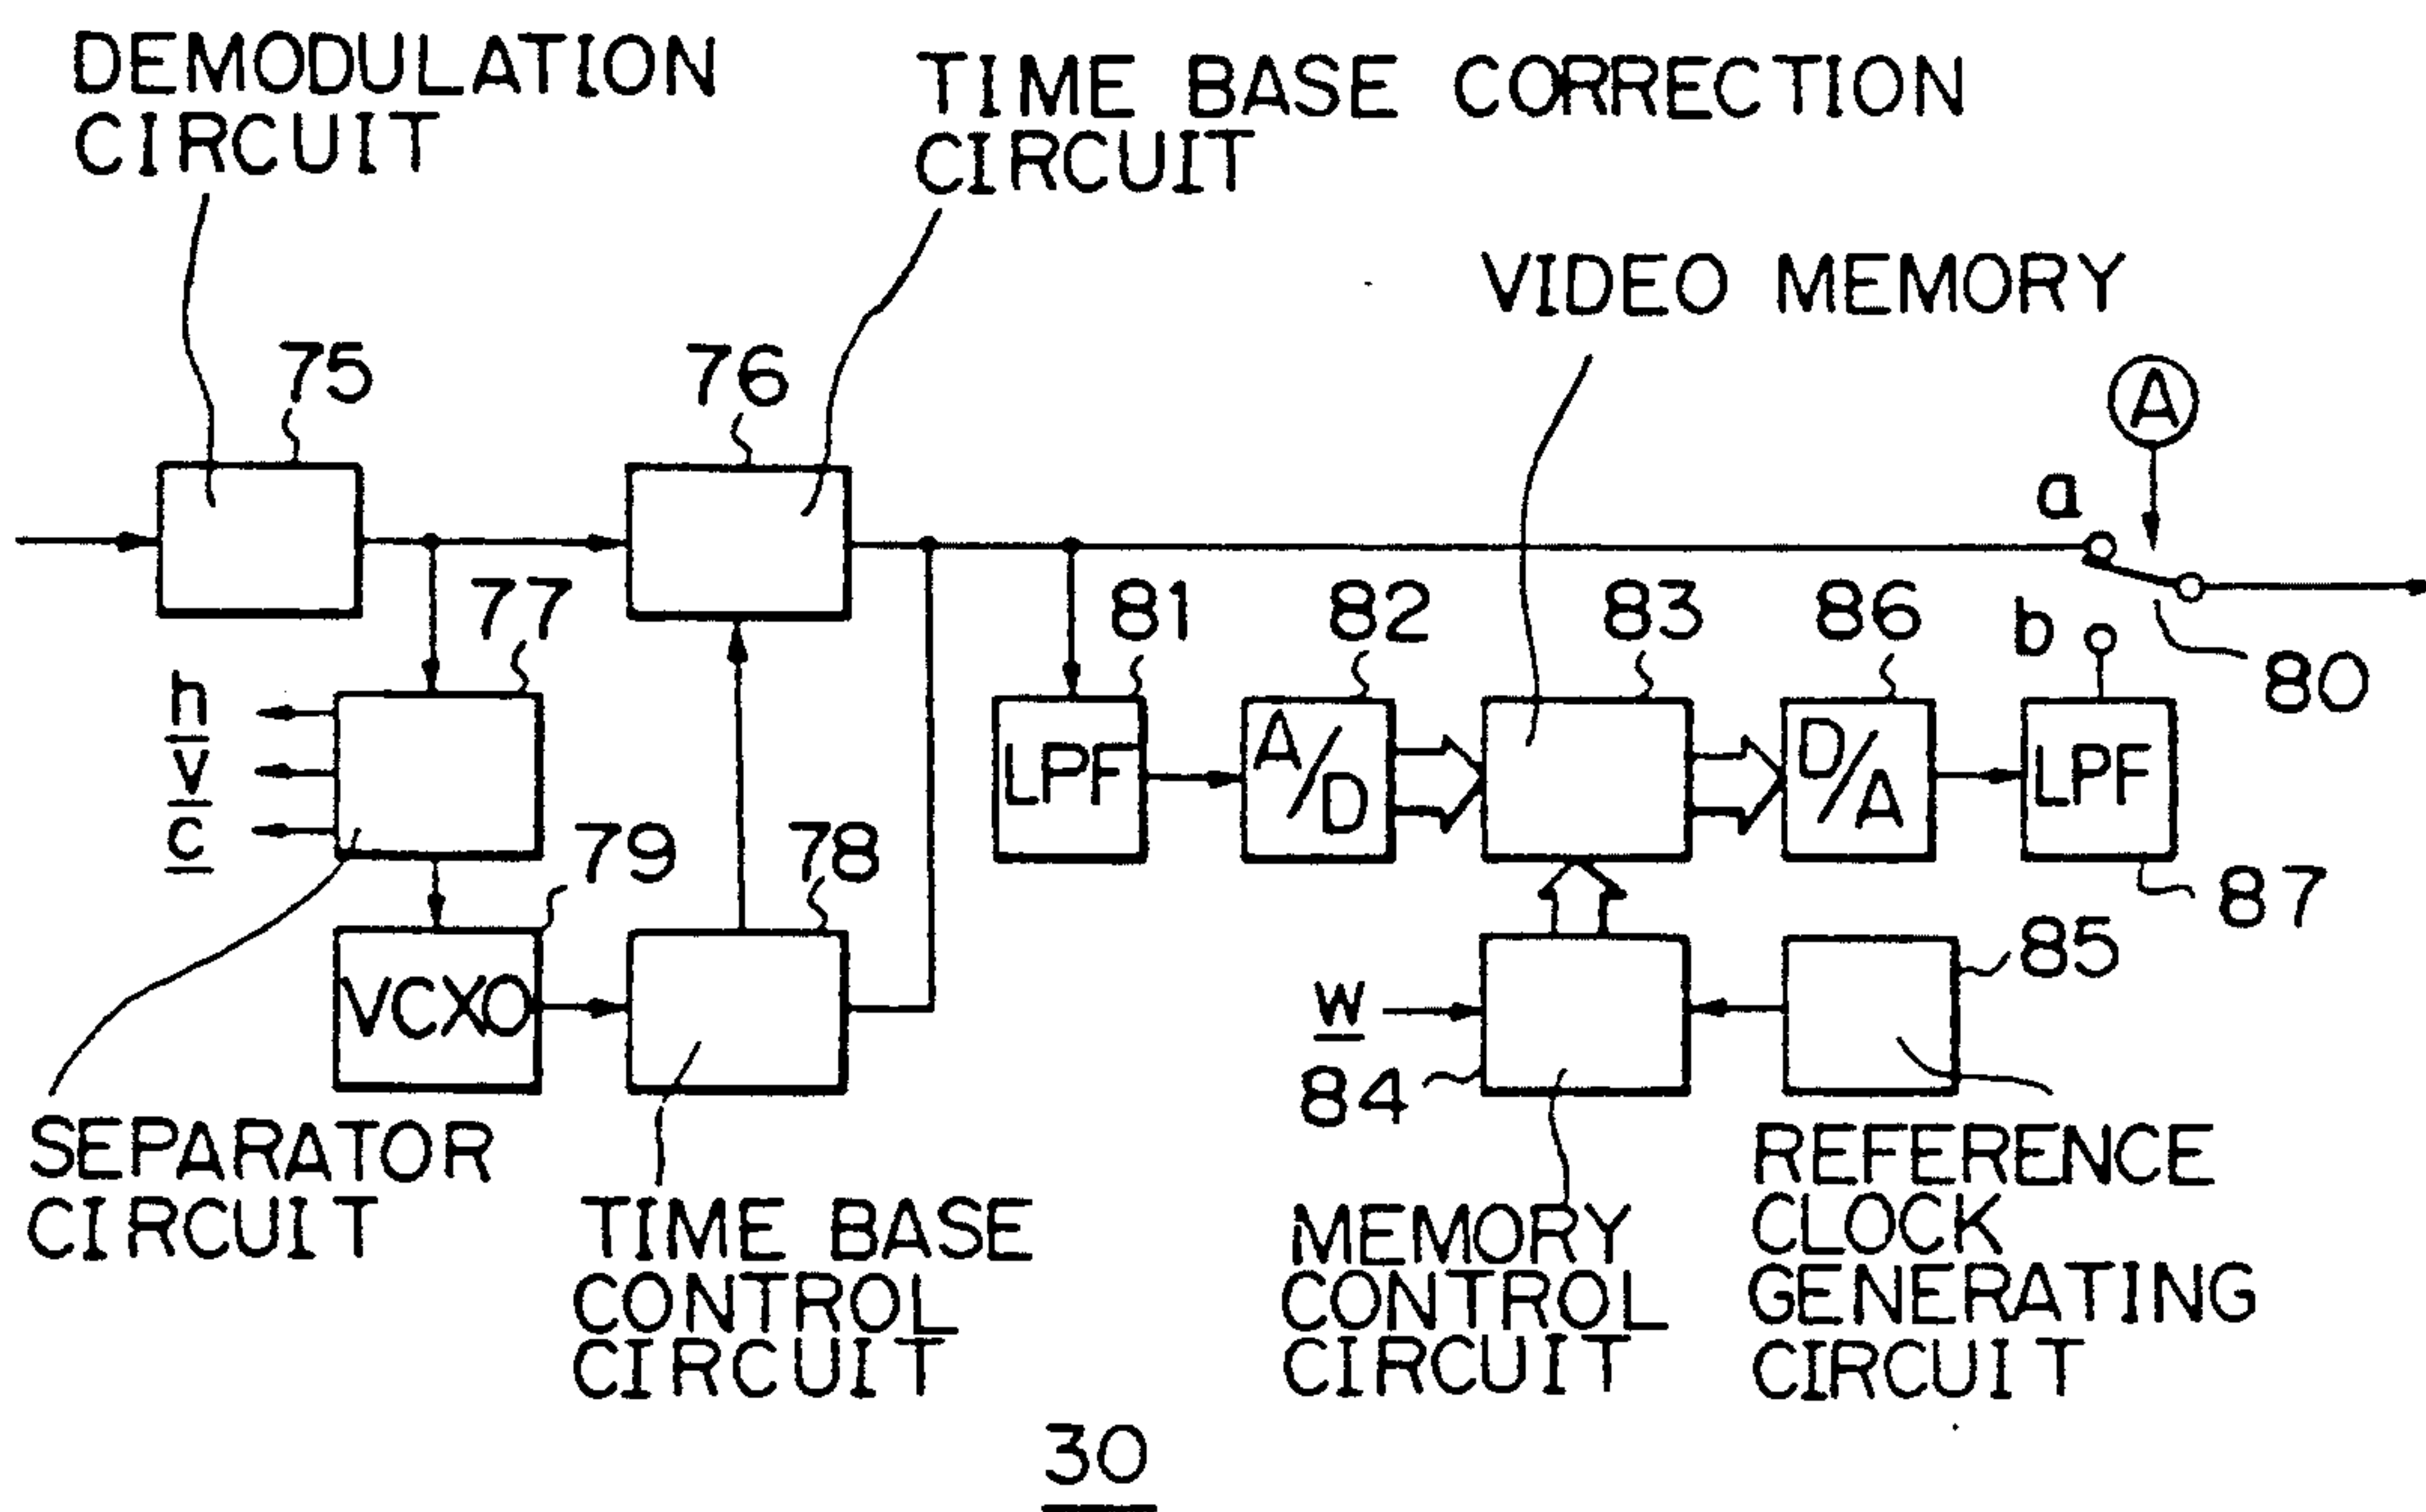 DEMODULATION
CIRCUIT
TIME BASE CORRECTION
CIRCUIT
VIDEO MEMORY
A
75
76
a
77
81
82
83
86
b
80
h
v
c
LPF
A/D
D/A
LPF
79
78
87
VCXO
85
w
84
SEPARATOR
CIRCUIT
TIME BASE
CONTROL
CIRCUIT
MEMORY
CONTROL
CIRCUIT
REFERENCE
CLOCK
GENERATING
CIRCUIT
30